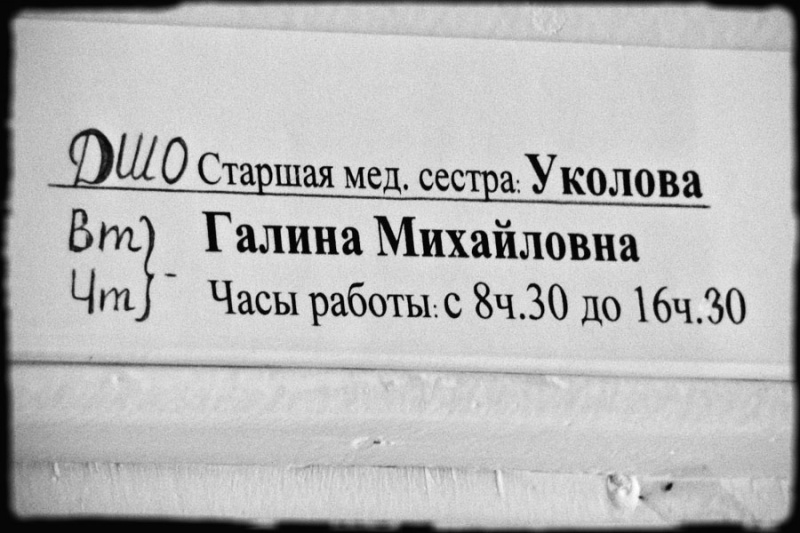 ДШО Старшая мед. сестра: Уколова
Вт) Галина Михайловна
Чт) - Часы работы: с 8ч.30 до 16ч.30